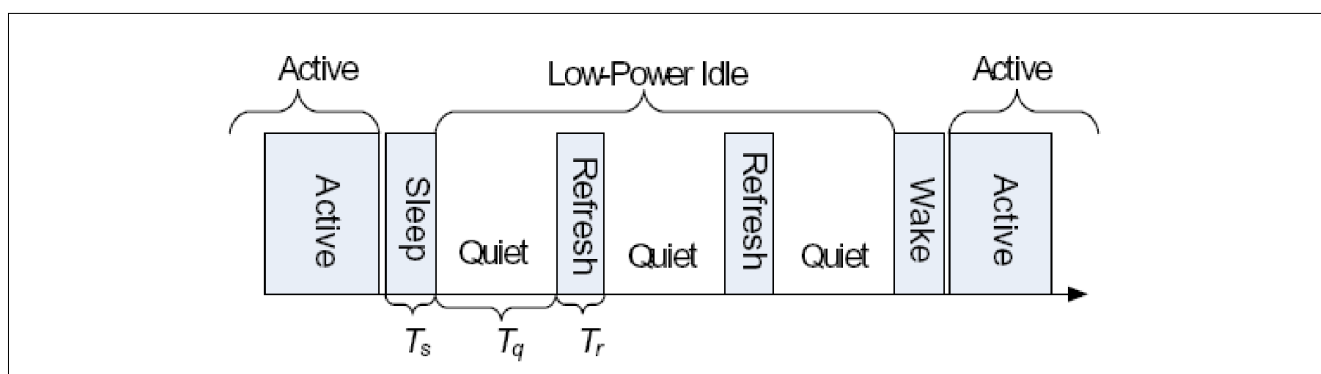 Active
Low-Power Idle
Active
Active
Sleep
Quiet
Refresh
Quiet
Refresh
Quiet
Wake
Active
Ts
Tq
Tr